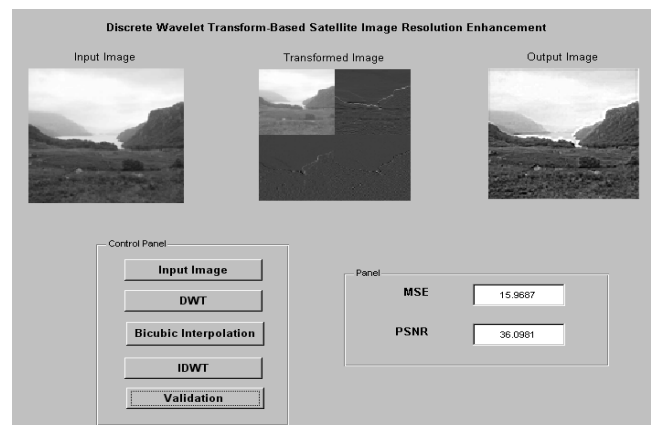 Discrete Wavelet Transform-Based Satellite Image Resolution Enhancement
Input Image
Transformed Image
Output Image
Control Panel
Input Image
DWT
Bicubic Interpolation
IDWT
Validation
Panel
MSE
15.9687
PSNR
36.0981